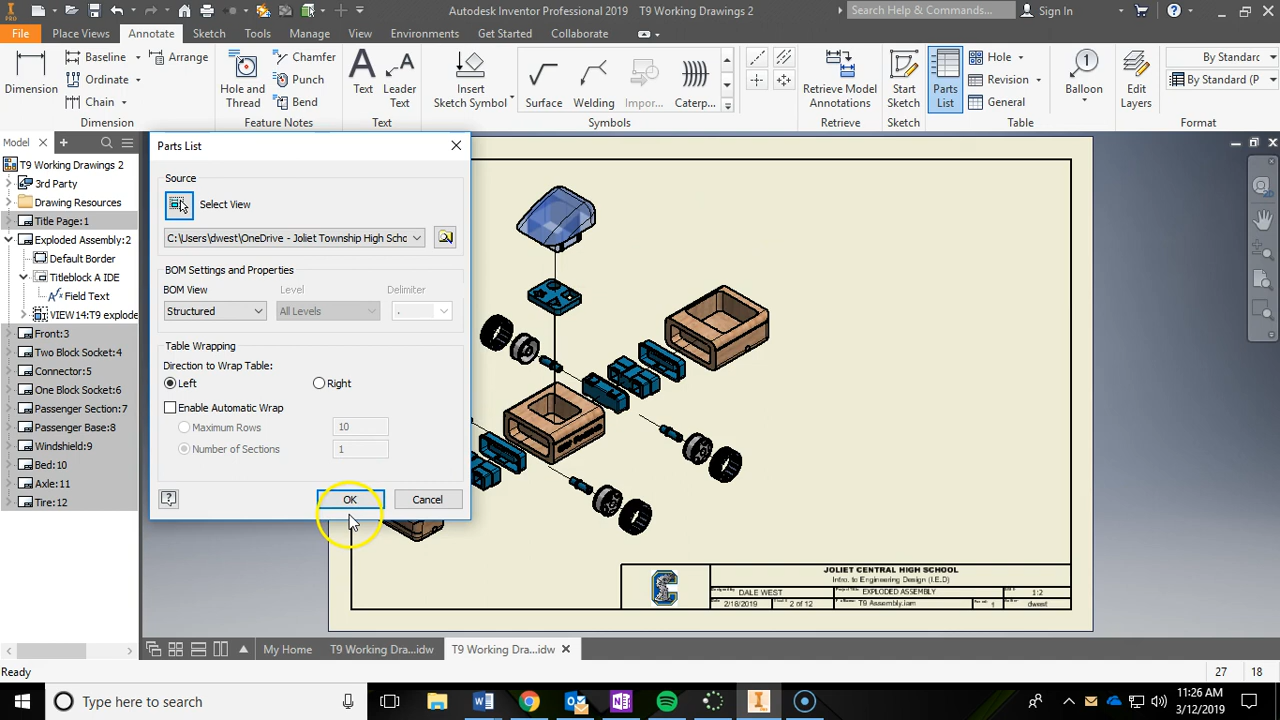 Autodesk Inventor Professional 2019 T9 Working Drawings 2
Search Help & Commands...
Sign In
File Place Views Annotate Sketch Tools Manage View Environments Get Started Collaborate
Dimension
Baseline
Ordinate
Chain
Arrange
Dimension
Hole and Thread
Chamfer
Punch
Bend
Feature Notes
Text
Leader Text
Text
Insert Sketch Symbol
Surface
Welding
Impor...
Caterp...
Symbols
Retrieve Model Annotations
Retrieve
Start Sketch
Sketch
Parts List
Hole
Revision
General
Table
Balloon
1
Edit Layers
By Standarc
By Standard (P
Format
Model
T9 Working Drawings 2
3rd Party
Drawing Resources
Title Page:1
Exploded Assembly:2
Default Border
Titleblock A IDE
Field Text
VIEW14:T9 explode
Front:3
Two Block Socket:4
Connector:5
One Block Socket:6
Passenger Section:7
Passenger Base:8
Windshield:9
Bed:10
Axle:11
Tire:12
Parts List
Source
Select View
C:\Users\dwest\OneDrive - Joliet Township High Schc
BOM Settings and Properties
BOM View Level Delimiter
Structured All Levels .
Table Wrapping
Direction to Wrap Table:
Left Right
Enable Automatic Wrap
Maximum Rows 10
Number of Sections 1
OK Cancel
JOLIET CENTRAL HIGH SCHOOL
Intro. to Engineering Design (I.E.D)
DALE WEST
EXPLODED ASSEMBLY
1:2
2/18/2019
2 of 12
T9 Assembly.iam
1
dwest
My Home T9 Working Dra...idw T9 Working Dra...idw
Ready
27 18
Type here to search
11:26 AM
3/12/2019